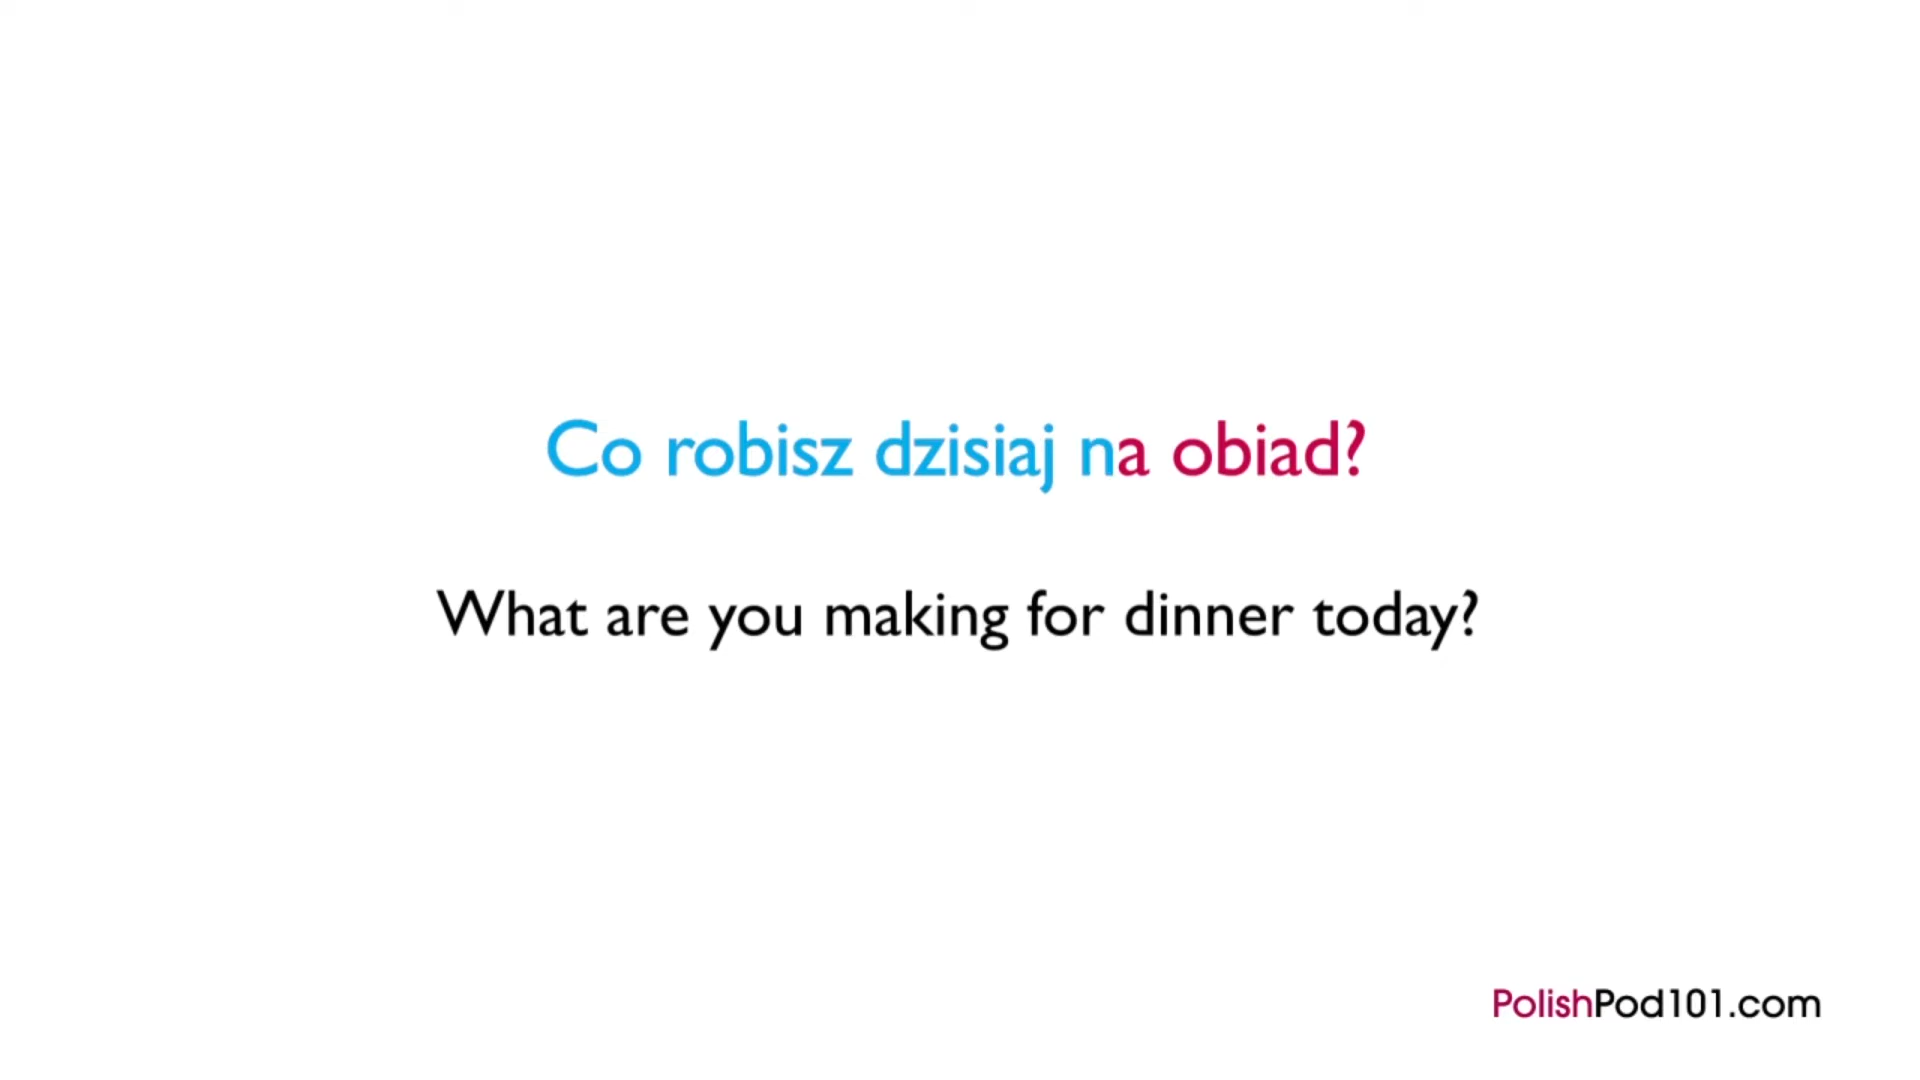 Co robisz dzisiaj na obiad?
What are you making for dinner today?
PolishPod101.com